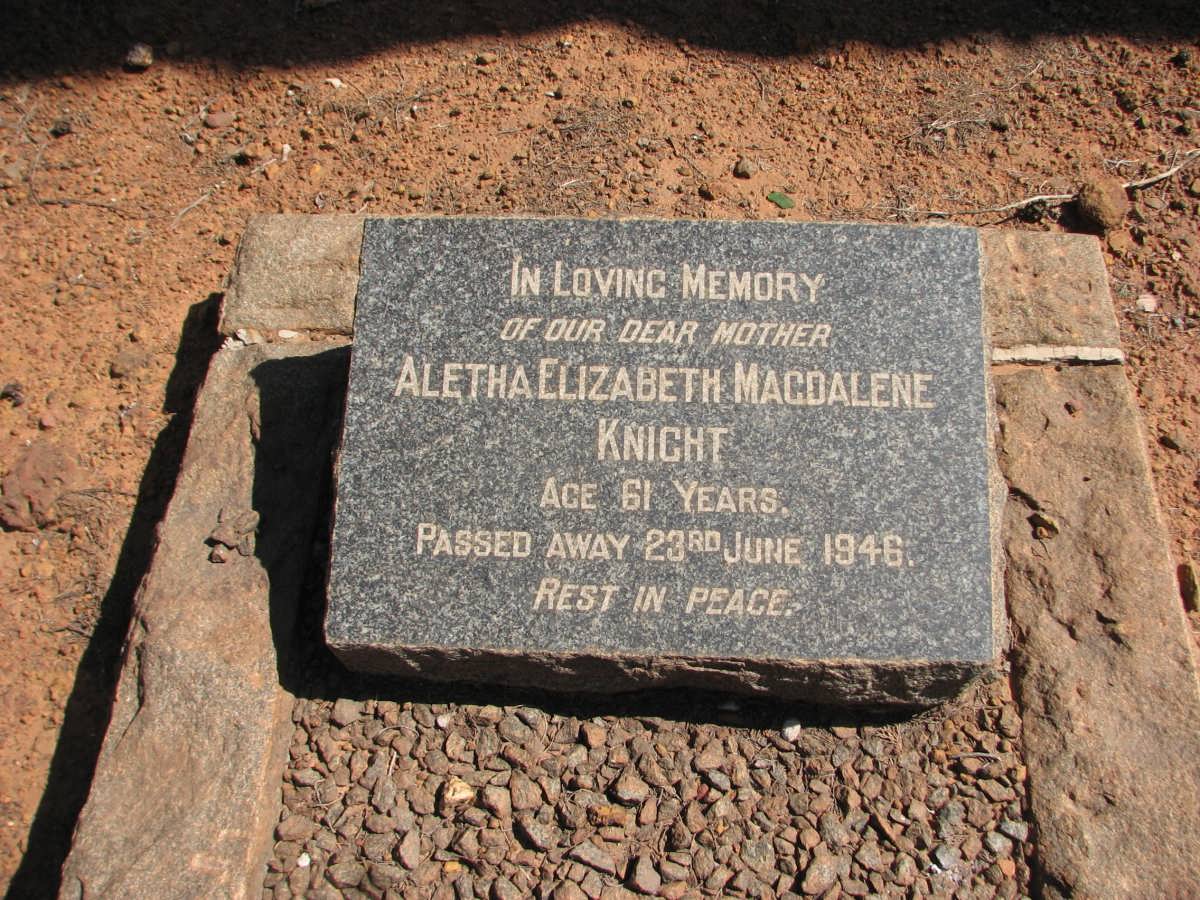 In Loving Memory
of our dear mother
Aletha Elizabeth Magdalene
Knight
Age 61 Years.
Passed away 23rd June 1946.
Rest in peace.